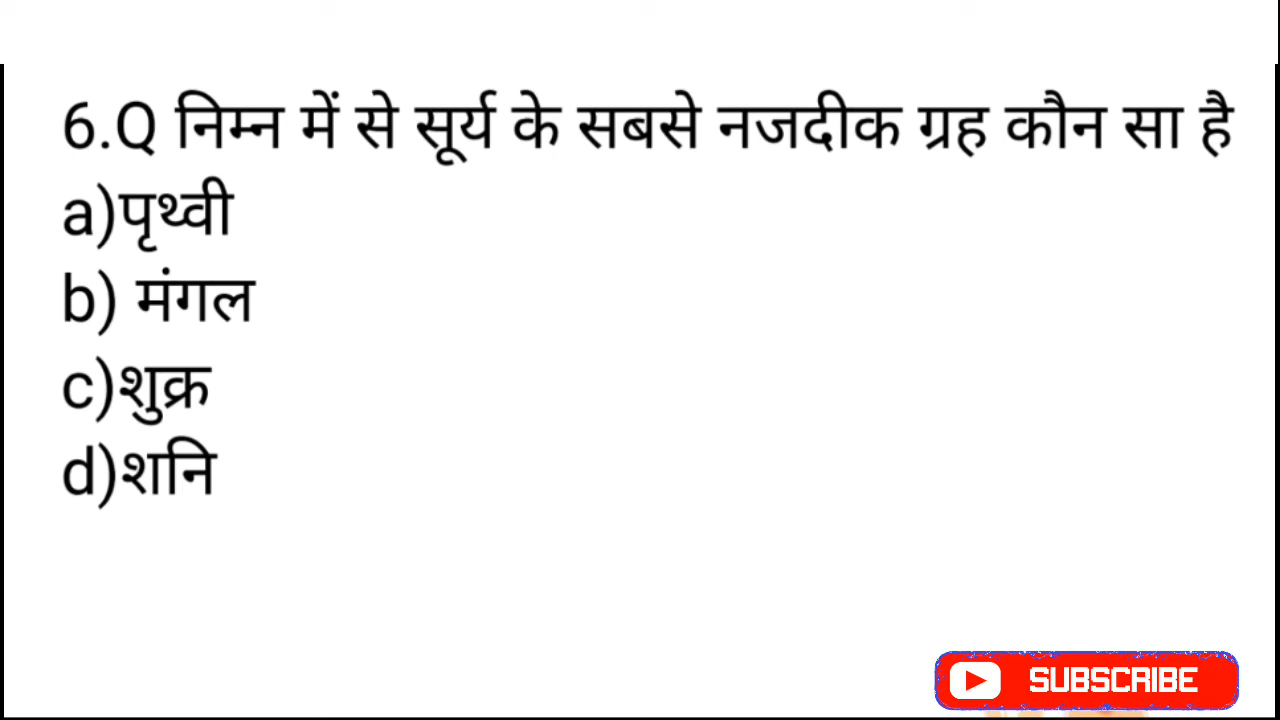 6.Q निम्न में से सूर्य के सबसे नजदीक ग्रह कौन सा है
a)पृथ्वी
b) मंगल
c)शुक्र
d)शनि
SUBSCRIBE